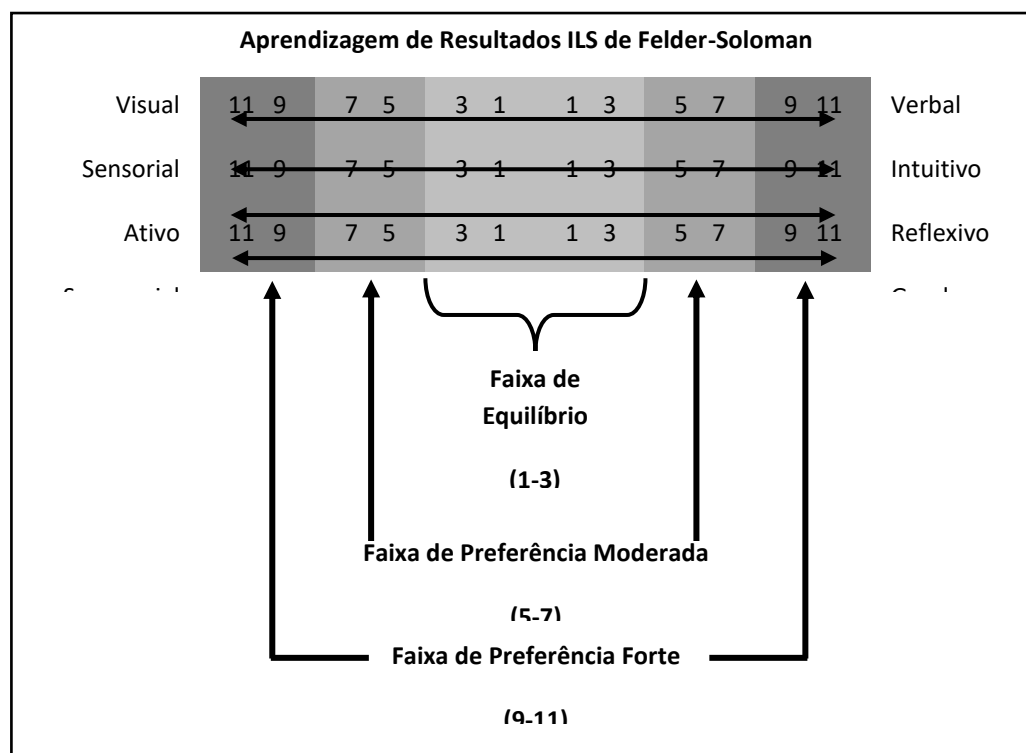 Aprendizagem de Resultados ILS de Felder-Soloman
Visual 11 9 7 5 3 1 1 3 5 7 9 11 Verbal
Sensorial 11 9 7 5 3 1 1 3 5 7 9 11 Intuitivo
Ativo 11 9 7 5 3 1 1 3 5 7 9 11 Reflexivo
Faixa de
Equilíbrio
(1-3)
Faixa de Preferência Moderada
(5-7)
Faixa de Preferência Forte
(9-11)